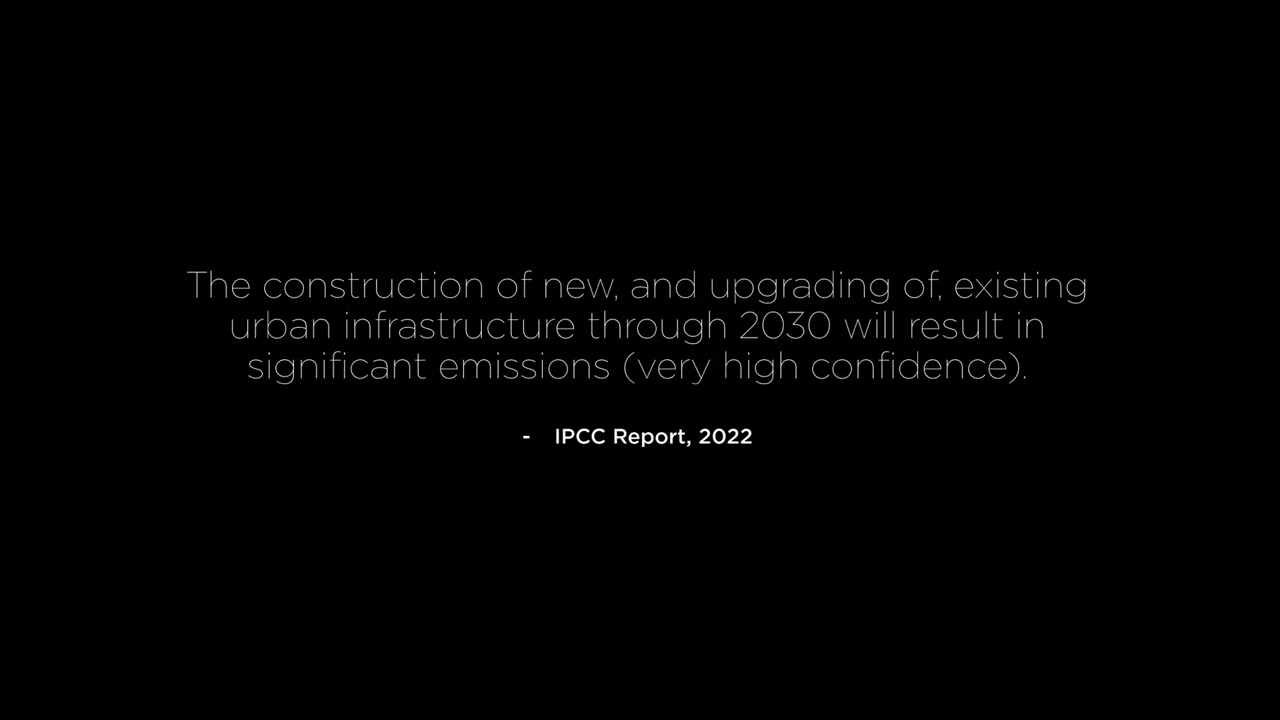 The construction of new, and upgrading of, existing
urban infrastructure through 2030 will result in
significant emissions (very high confidence).
- IPCC Report, 2022